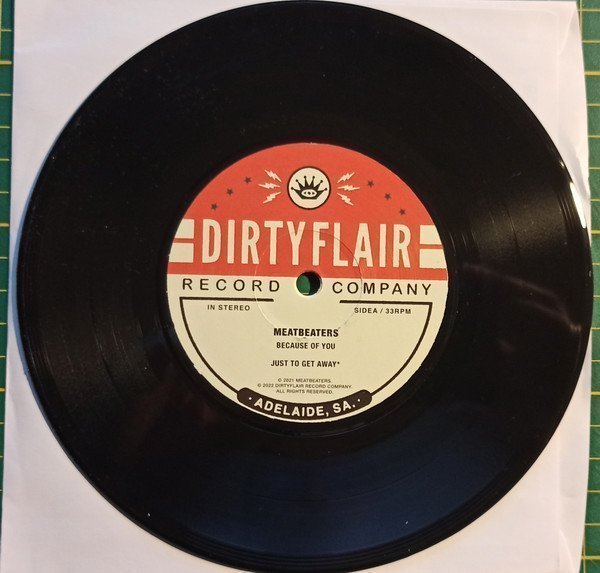 DIRTYFLAIR
RECORD COMPANY
IN STEREO
SIDEA / 33RPM
MEATBEATERS
BECAUSE OF YOU
JUST TO GET AWAY*
© 2021 MEATBEATERS.
© 2022 DIRTYFLAIR RECORD COMPANY.
ALL RIGHTS RESERVED.
· ADELAIDE, SA. ·